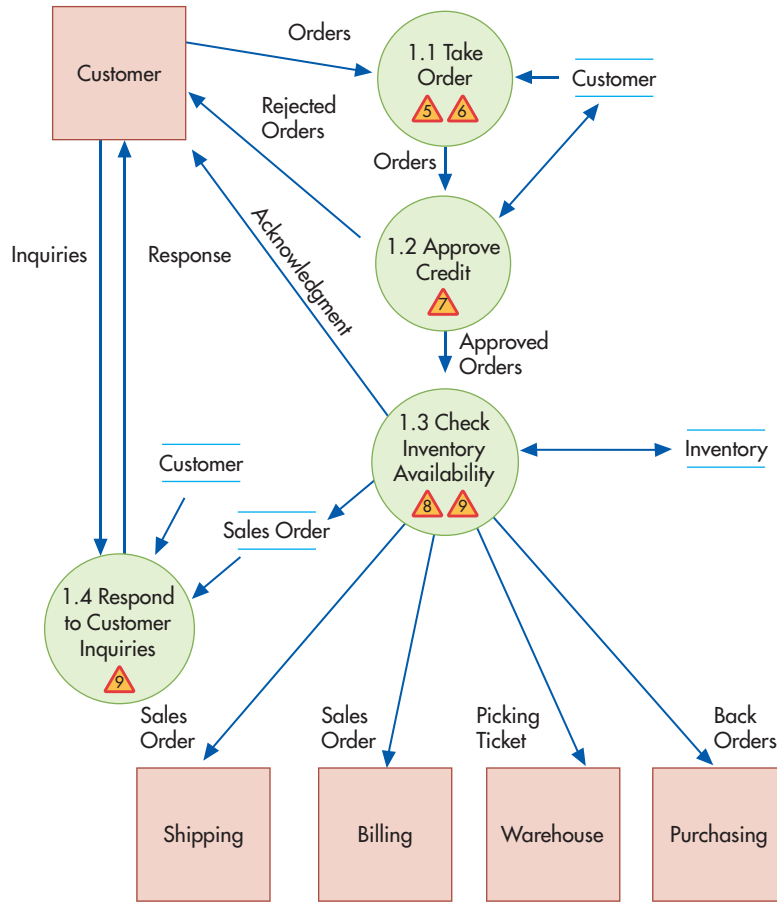 Orders
1.1 Take
Order
5 6
Customer
Customer
Rejected
Orders
Orders
1.2 Approve
Credit
7
Inquiries
Response
Acknowledgment
Approved
Orders
1.3 Check
Inventory
Availability
8 9
Inventory
Customer
Sales Order
1.4 Respond
to Customer
Inquiries
9
Sales
Order
Sales
Order
Picking
Ticket
Back
Orders
Shipping
Billing
Warehouse
Purchasing